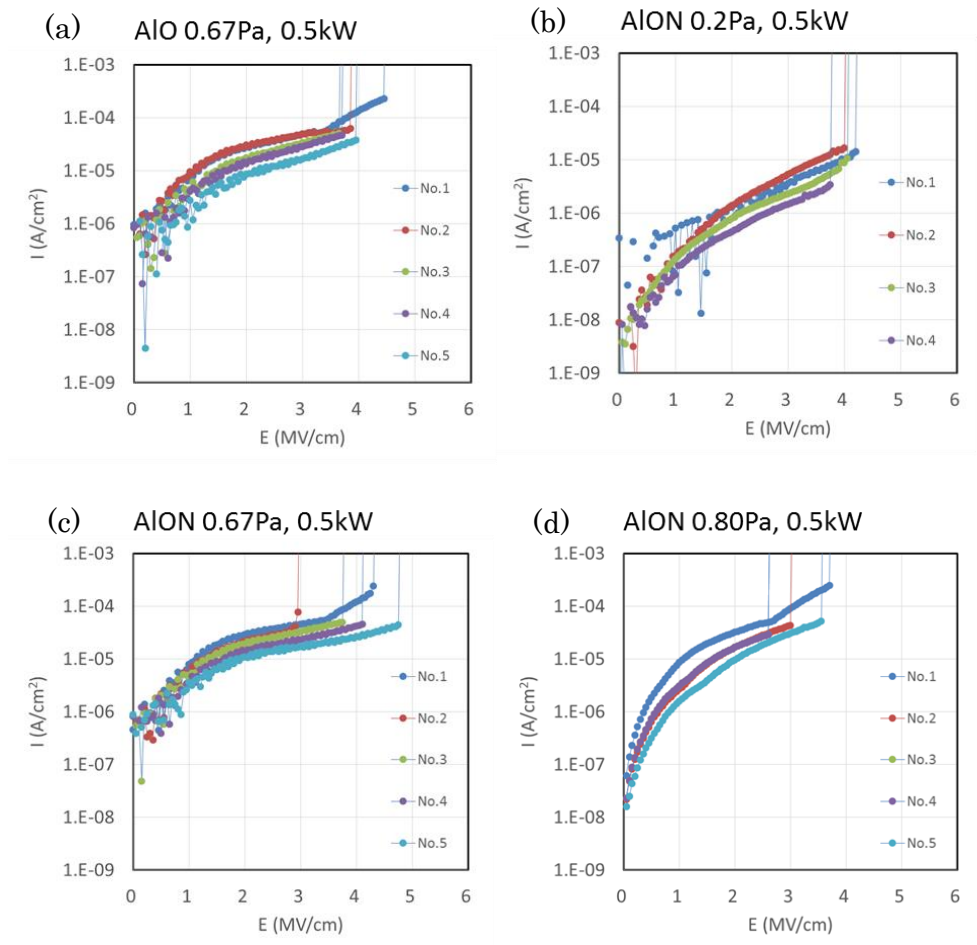 (a) AlO 0.67Pa, 0.5kW
1.E-03
1.E-04
1.E-05
1.E-06
1.E-07
1.E-08
1.E-09
I (A/cm²)
0 1 2 3 4 5 6
E (MV/cm)
No.1
No.2
No.3
No.4
No.5
(b) AlON 0.2Pa, 0.5kW
1.E-03
1.E-04
1.E-05
1.E-06
1.E-07
1.E-08
1.E-09
I (A/cm²)
0 1 2 3 4 5 6
E (MV/cm)
No.1
No.2
No.3
No.4
(c) AlON 0.67Pa, 0.5kW
1.E-03
1.E-04
1.E-05
1.E-06
1.E-07
1.E-08
1.E-09
I (A/cm²)
0 1 2 3 4 5 6
E (MV/cm)
No.1
No.2
No.3
No.4
No.5
(d) AlON 0.80Pa, 0.5kW
1.E-03
1.E-04
1.E-05
1.E-06
1.E-07
1.E-08
1.E-09
I (A/cm²)
0 1 2 3 4 5 6
E (MV/cm)
No.1
No.2
No.3
No.4
No.5